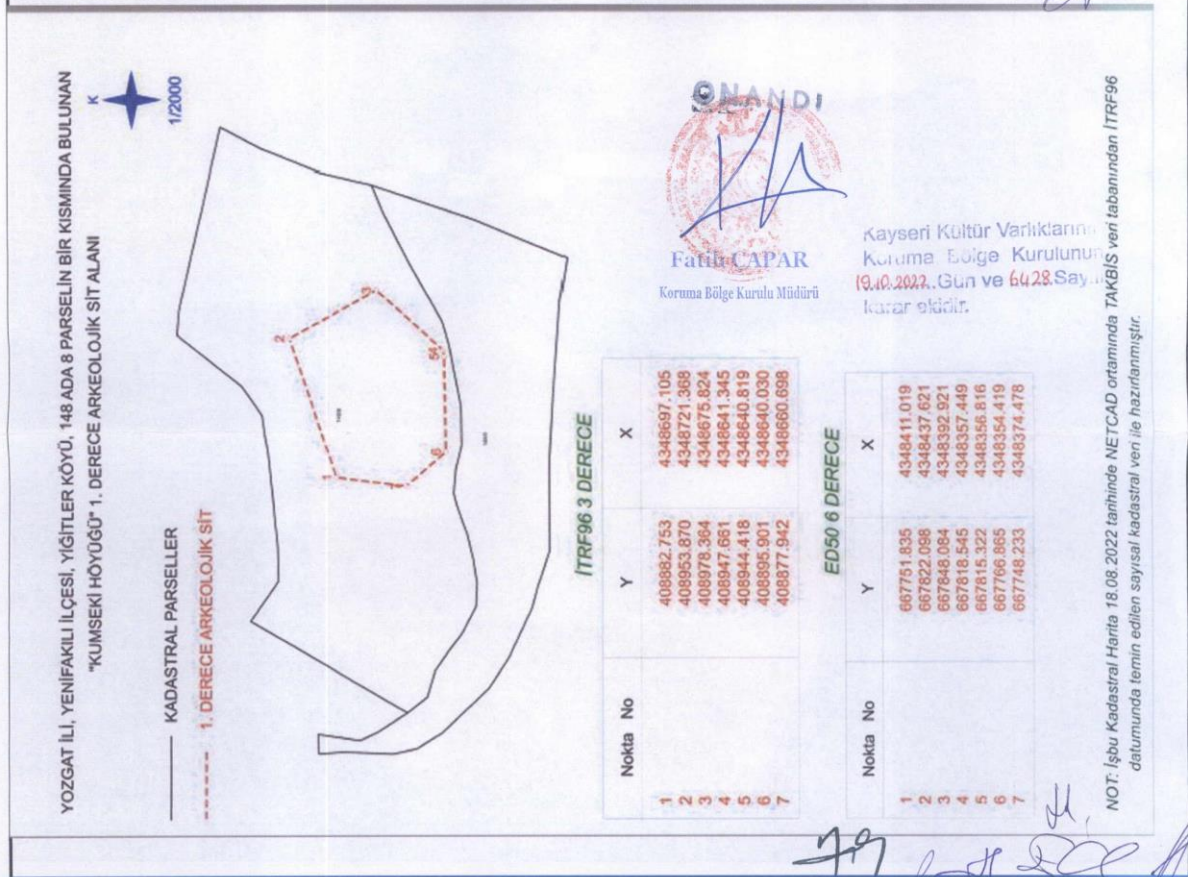 YOZGAT İLİ, YENİFAKILI İLÇESİ, YİĞİTLER KÖYÜ, 148 ADA 8 PARSELİN BİR KISMINDA BULUNAN
"KUMSEKİ HÖYÜĞÜ" 1. DERECE ARKEOLOJİK SİT ALANI
K
1/2000
KADASTRAL PARSELLER
1. DERECE ARKEOLOJİK SİT
1
2
3
54
6
7
İTRF96 3 DERECE
Nokta No Y X
1 408882.753 4348697.105
2 408953.870 4348721.368
3 408978.364 4348675.824
4 408947.661 4348641.345
5 408944.418 4348640.819
6 408895.901 4348640.030
7 408877.942 4348660.698
ED50 6 DERECE
Nokta No Y X
1 667751.835 4348411.019
2 667822.098 4348437.621
3 667848.084 4348392.921
4 667818.545 4348357.449
5 667815.322 4348356.816
6 667766.865 4348354.419
7 667748.233 4348374.478
NOT: İşbu Kadastral Harita 18.08.2022 tarihinde NETCAD ortamında TAKBİS veri tabanından İTRF96
datumunda temin edilen sayısal kadastral veri ile hazırlanmıştır.
ONANDI
Fatih ÇAPAR
Koruma Bölge Kurulu Müdürü
Kayseri Kültür Varlıklarını
Koruma Bölge Kurulunun
19.10.2022..Gün ve 6428.Say...
karar ekidir.